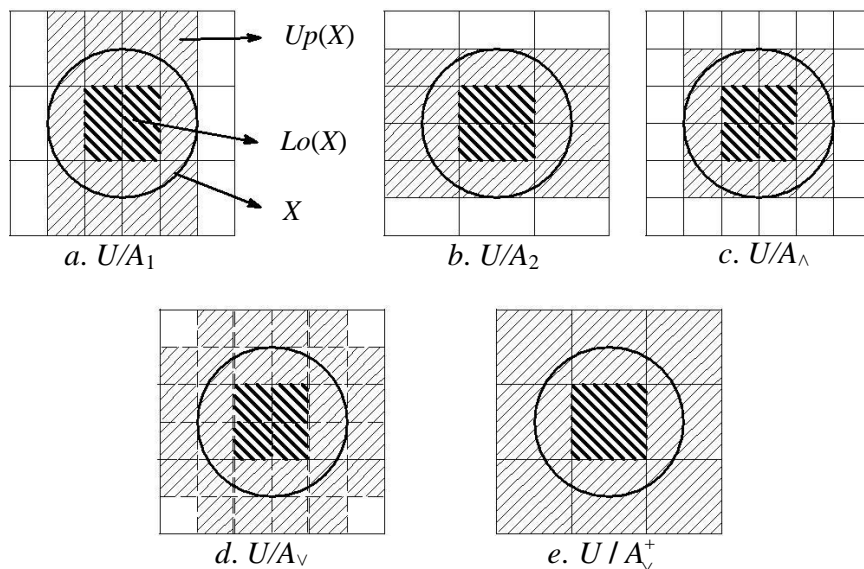 Up(X)
Lo(X)
X
a. U/A₁
b. U/A₂
c. U/A∧
d. U/A∨
e. U / A∨⁺